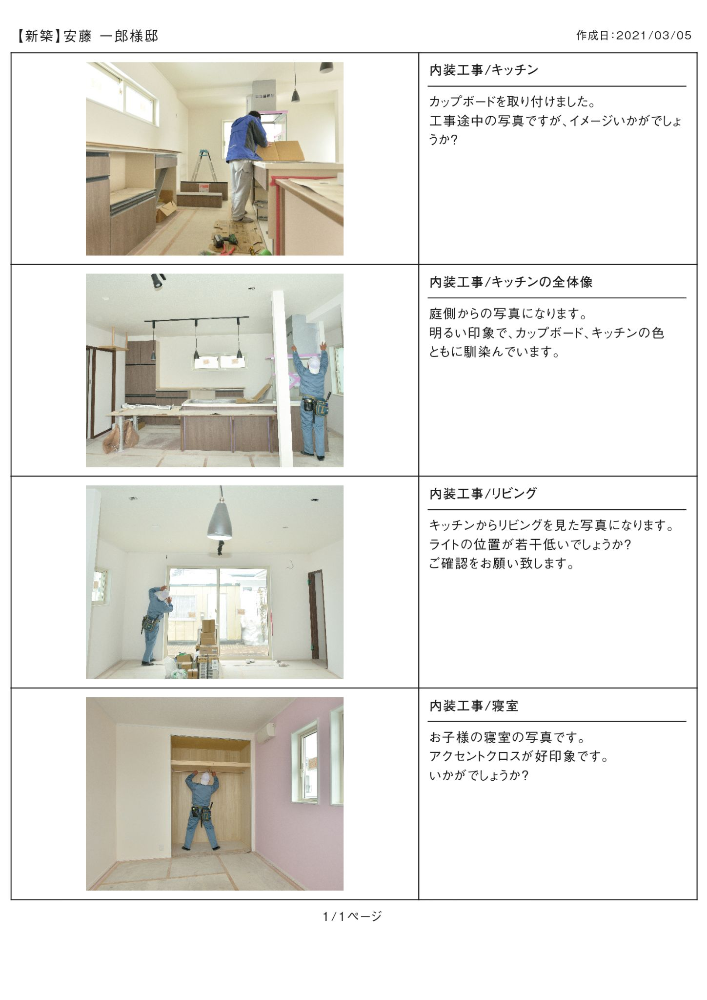 【新築】安藤 一郎様邸
作成日：2021/03/05
内装工事/キッチン
カップボードを取り付けました。
工事途中の写真ですが、イメージいかがでしょ
うか？
内装工事/キッチンの全体像
庭側からの写真になります。
明るい印象で、カップボード、キッチンの色
ともに馴染んでいます。
内装工事/リビング
キッチンからリビングを見た写真になります。
ライトの位置が若干低いでしょうか？
ご確認をお願い致します。
内装工事/寝室
お子様の寝室の写真です。
アクセントクロスが好印象です。
いかがでしょうか？
1/1ページ